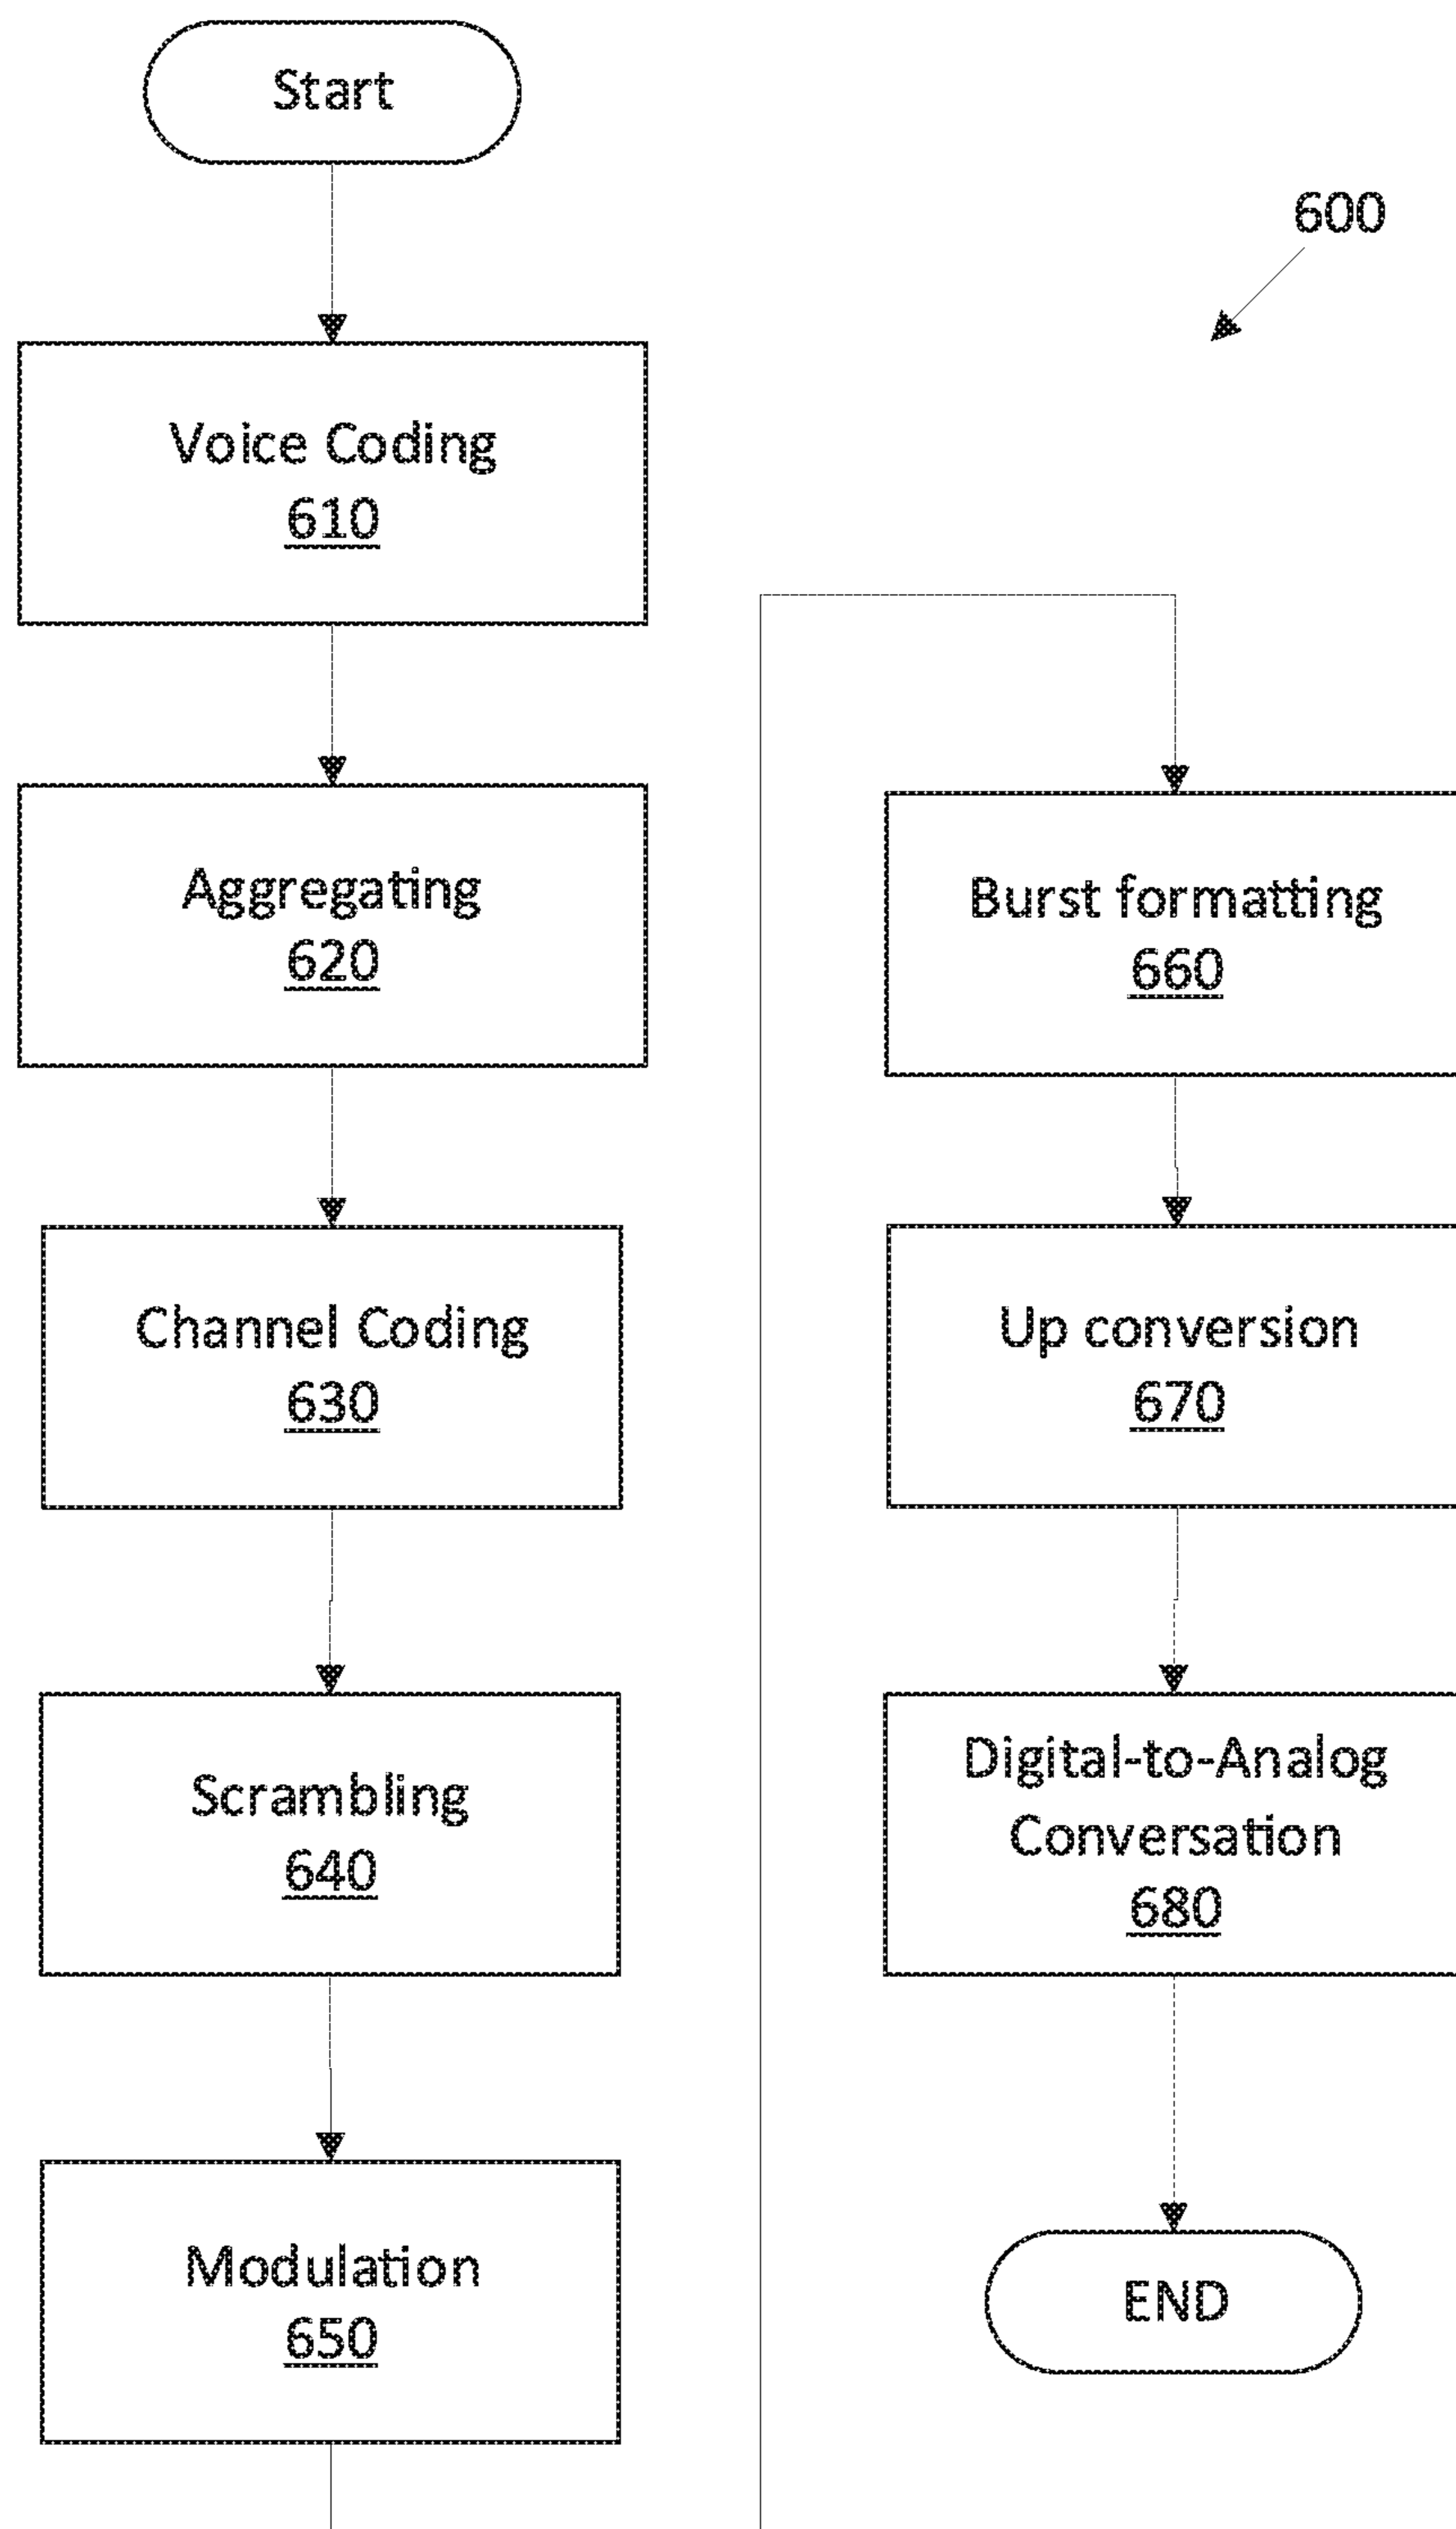 Start
600
Voice Coding
610
Aggregating
620
Channel Coding
630
Scrambling
640
Modulation
650
Burst formatting
660
Up conversion
670
Digital-to-Analog
Conversation
680
END